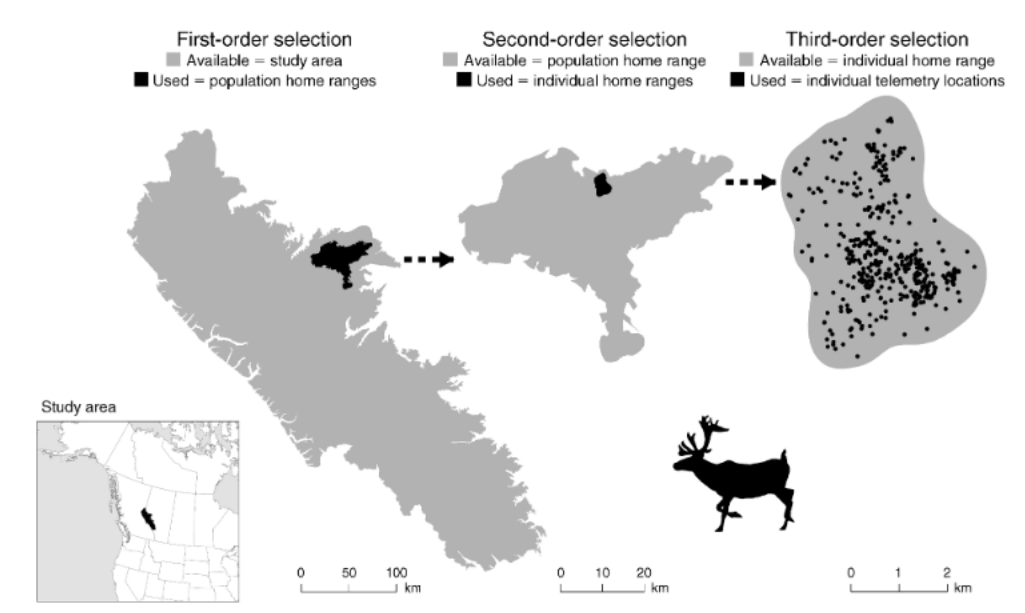 First-order selection
Available = study area
Used = population home ranges
Second-order selection
Available = population home range
Used = individual home ranges
Third-order selection
Available = individual home range
Used = individual telemetry locations
Study area
0 50 100
km
0 10 20
km
0 1 2
km